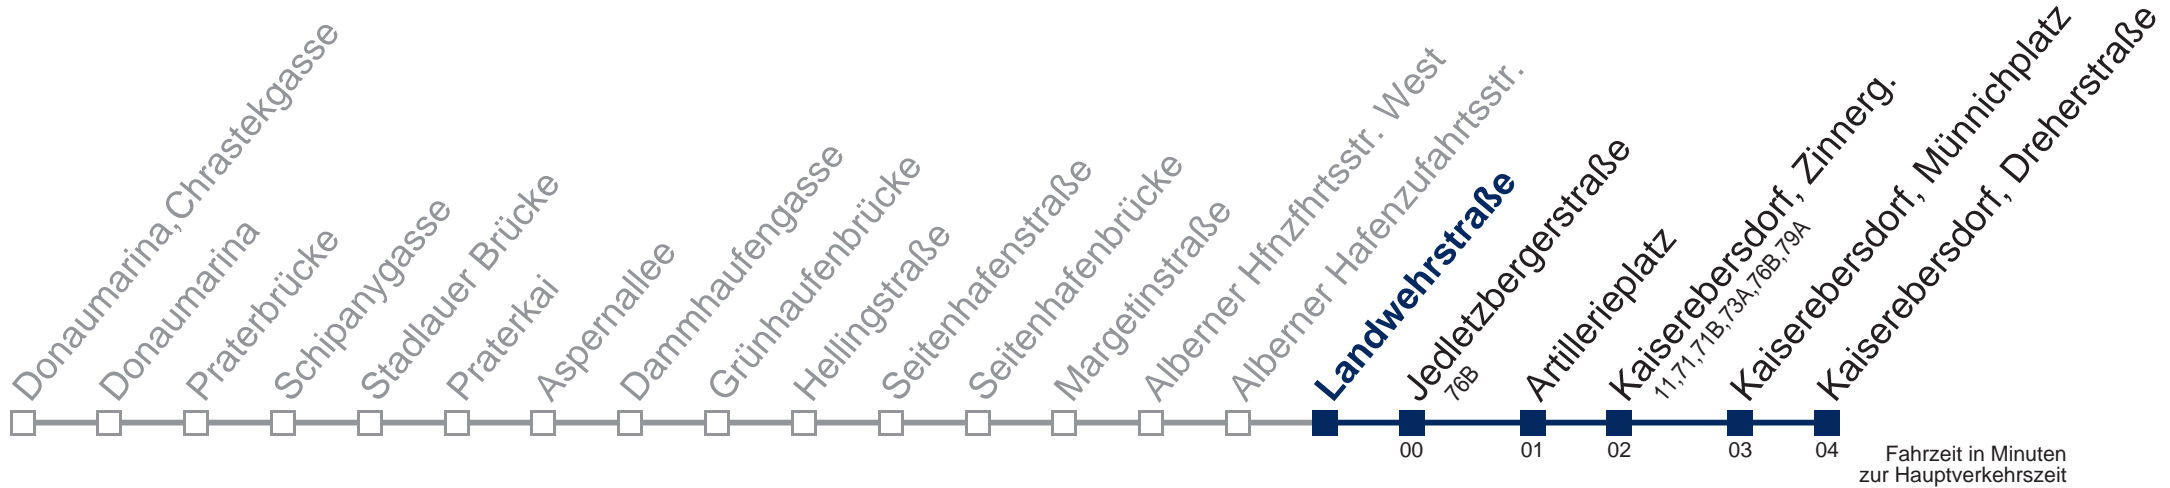 Donaumarina, Chrastekgasse
Donaumarina
Praterbrücke
Schipanygasse
Stadlauer Brücke
Praterkai
Aspernallee
Dammhaufengasse
Grünhaufenbrücke
Hellingstraße
Seitenhafenstraße
Seitenhafenbrücke
Margetinstraße
Alberner Hfnzfhrtsstr. West
Alberner Hafenzufahrtsstr.
Landwehrstraße
Jedletzbergerstraße
76B
Artillerieplatz
Kaiserebersdorf, Zinnerg.
11,71,71B,73A,76B,79A
Kaiserebersdorf, Münnichplatz
Kaiserebersdorf, Dreherstraße
00 01 02 03 04
Fahrzeit in Minuten
zur Hauptverkehrszeit